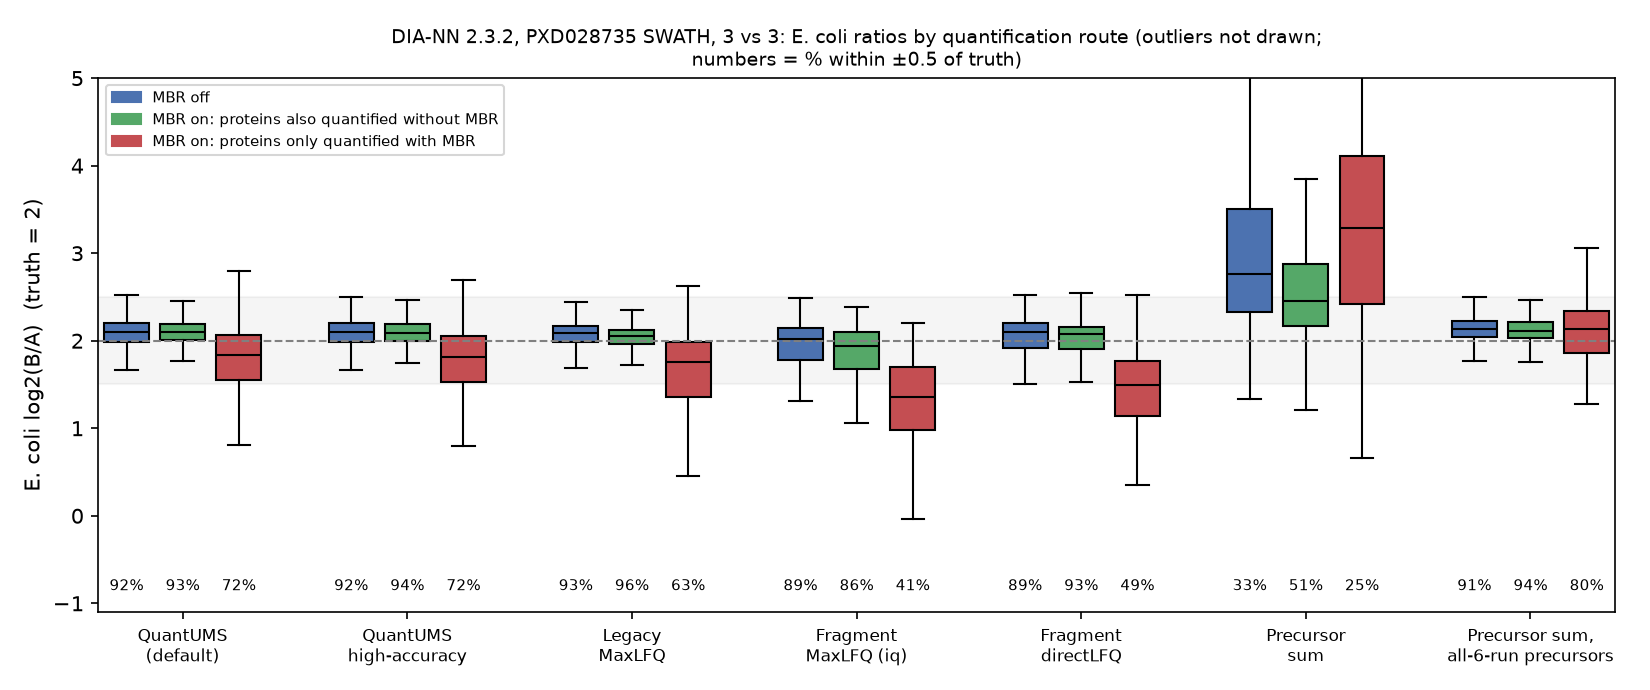 DIA-NN 2.3.2, PXD028735 SWATH, 3 vs 3: E. coli ratios by quantification route (outliers not drawn;
numbers = % within ±0.5 of truth)
E. coli log2(B/A)  (truth = 2)
5
4
3
2
1
0
−1
MBR off
MBR on: proteins also quantified without MBR
MBR on: proteins only quantified with MBR
92% 93% 72% 92% 94% 72% 93% 96% 63% 89% 86% 41% 89% 93% 49% 33% 51% 25% 91% 94% 80%
QuantUMS
(default)
QuantUMS
high-accuracy
Legacy
MaxLFQ
Fragment
MaxLFQ (iq)
Fragment
directLFQ
Precursor
sum
Precursor sum,
all-6-run precursors